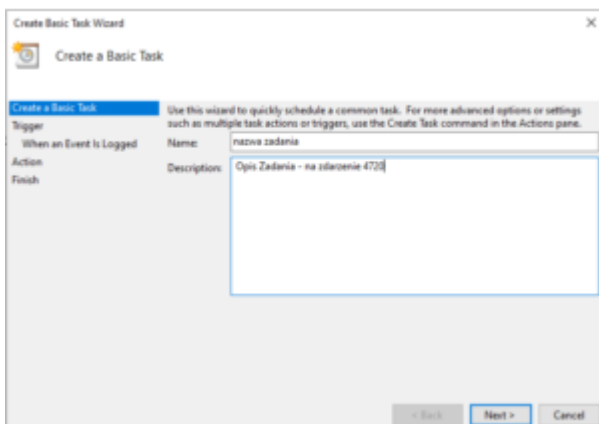 Create Basic Task Wizard
Create a Basic Task
Create a Basic Task
Use this wizard to quickly schedule a common task. For more advanced options or settings
such as multiple task actions or triggers, use the Create Task command in the Actions pane.
Trigger
When an Event Is Logged
Name:
nazwa zadania
Action
Description:
Opis Zadania - na zdarzenie 4720
Finish
< Back
Next >
Cancel